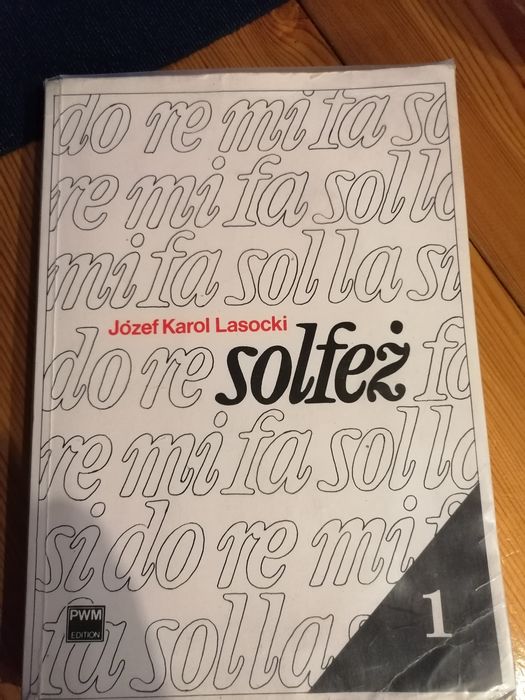 do re mi fa so
re mi fa sol la
mi fa sol la si
Józef Karol Lasocki
do re solfeż fa
re mi fa sol la
si do re mi f
PWM
EDITION
fa sol la s
1